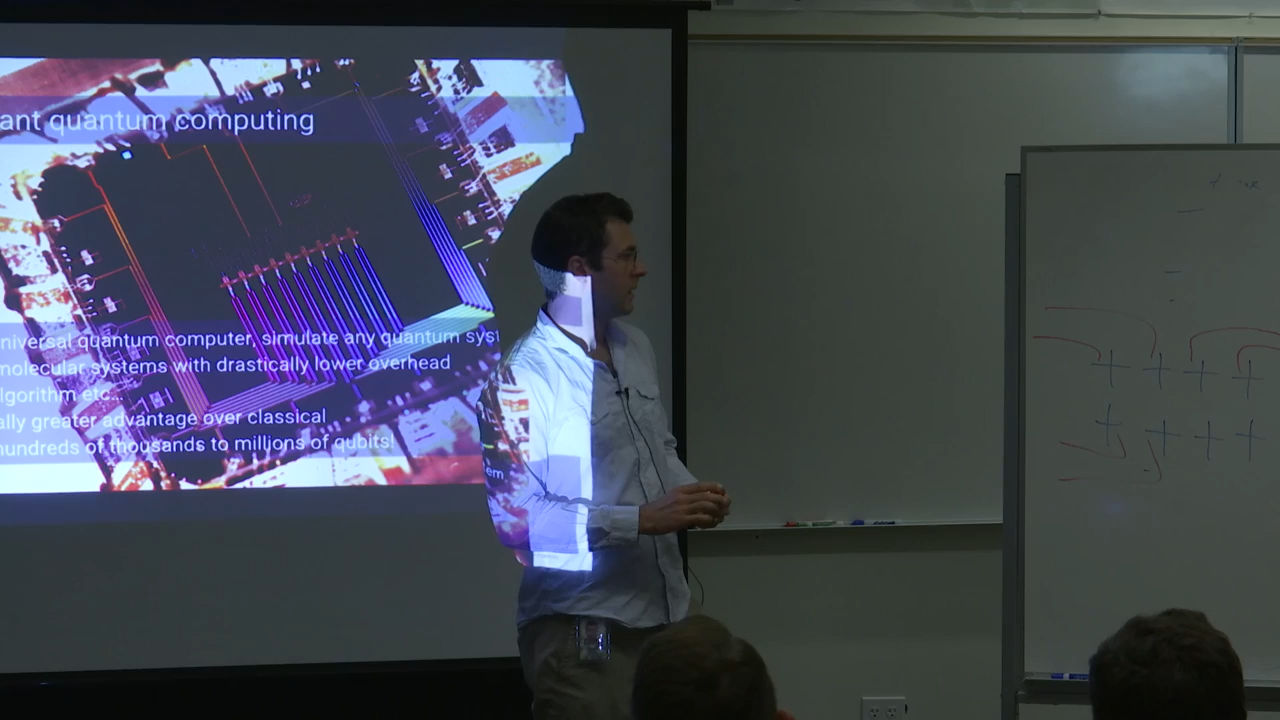 ant quantum computing
niversal quantum computer, simulate any quantum syst
molecular systems with drastically lower overhead
lgorithm etc...
ally greater advantage over classical
hundreds of thousands to millions of qubits!
em